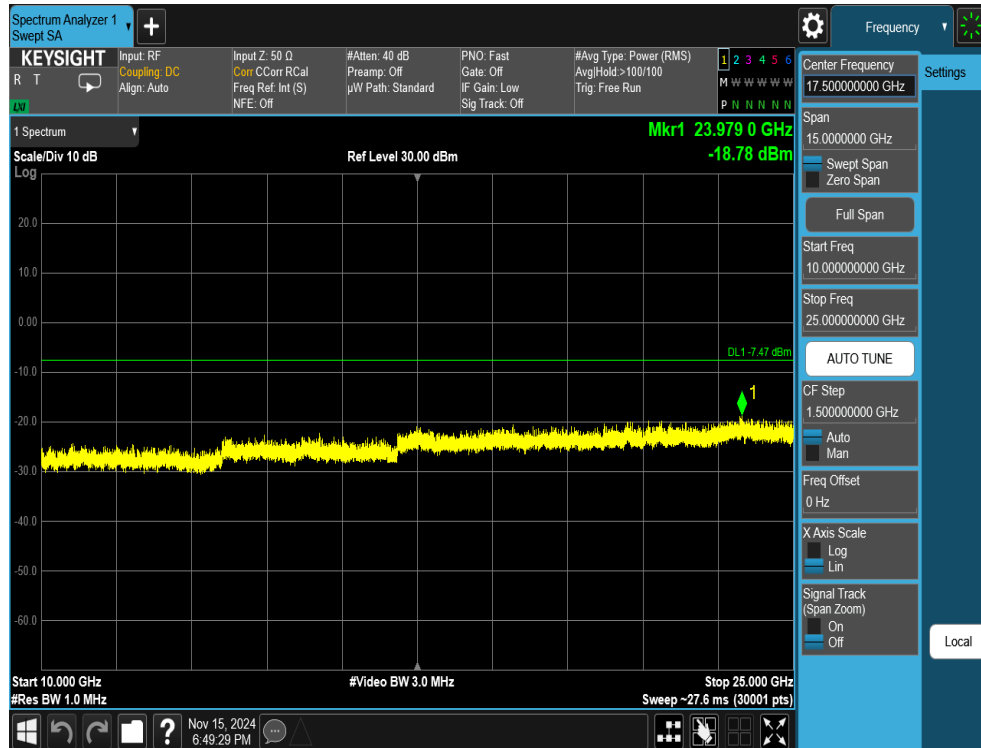 Spectrum Analyzer 1
Swept SA
+
Frequency
KEYSIGHT
R T
LXI
Input: RF
Coupling: DC
Align: Auto
Input Z: 50 Ω
Corr CCorr RCal
Freq Ref: Int (S)
NFE: Off
#Atten: 40 dB
Preamp: Off
µW Path: Standard
PNO: Fast
Gate: Off
IF Gain: Low
Sig Track: Off
#Avg Type: Power (RMS)
Avg|Hold:>100/100
Trig: Free Run
1 2 3 4 5 6
M W W W W W
P N N N N N
1 Spectrum
Scale/Div 10 dB
Log
Ref Level 30.00 dBm
Mkr1 23.979 0 GHz
-18.78 dBm
20.0
10.0
0.00
-10.0
-20.0
-30.0
-40.0
-50.0
-60.0
DL1 -7.47 dBm
1
Start 10.000 GHz
#Res BW 1.0 MHz
#Video BW 3.0 MHz
Stop 25.000 GHz
Sweep ~27.6 ms (30001 pts)
Center Frequency
17.500000000 GHz
Settings
Span
15.0000000 GHz
Swept Span
Zero Span
Full Span
Start Freq
10.000000000 GHz
Stop Freq
25.000000000 GHz
AUTO TUNE
CF Step
1.500000000 GHz
Auto
Man
Freq Offset
0 Hz
X Axis Scale
Log
Lin
Signal Track
(Span Zoom)
On
Off
Local
?
Nov 15, 2024
6:49:29 PM